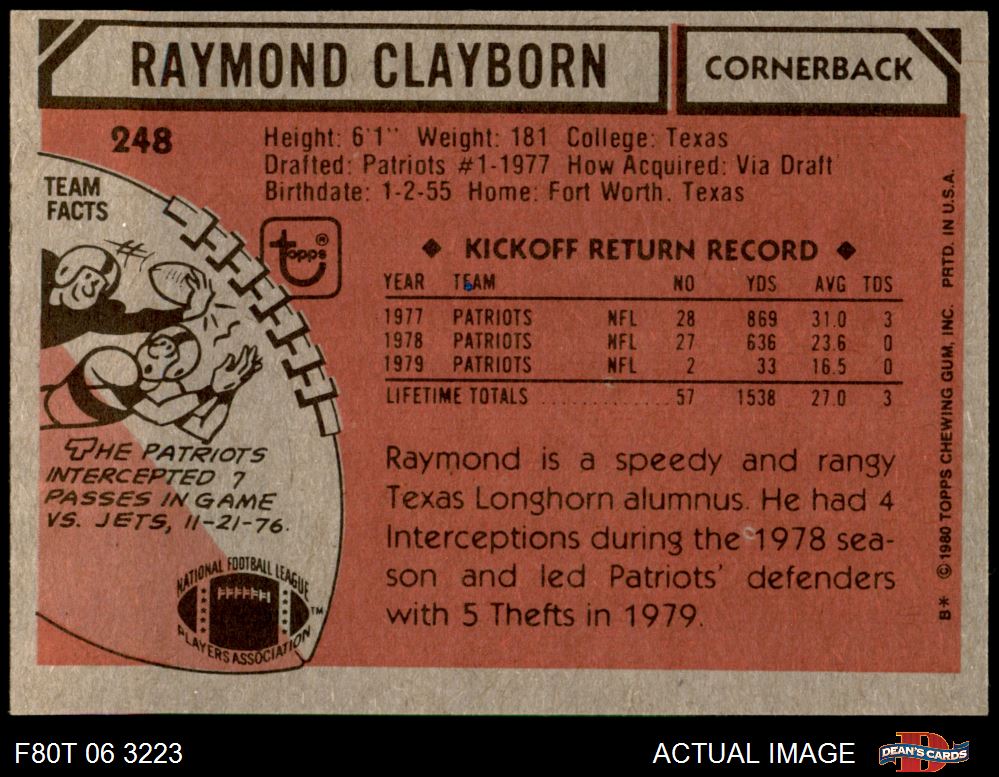 RAYMOND CLAYBORN
CORNERBACK
248
Height: 6'1" Weight: 181 College: Texas
Drafted: Patriots #1-1977 How Acquired: Via Draft
Birthdate: 1-2-55 Home: Fort Worth, Texas
TEAM
FACTS
#1
topps®
◆ KICKOFF RETURN RECORD ◆
YEAR TEAM NO YDS AVG TDS
1977 PATRIOTS NFL 28 869 31.0 3
1978 PATRIOTS NFL 27 636 23.6 0
1979 PATRIOTS NFL 2 33 16.5 0
LIFETIME TOTALS ............ 57 1538 27.0 3
THE PATRIOTS
INTERCEPTED 7
PASSES IN GAME
VS. JETS, 11-21-76.
Raymond is a speedy and rangy
Texas Longhorn alumnus. He had 4
Interceptions during the 1978 sea-
son and led Patriots' defenders
with 5 Thefts in 1979.
NATIONAL FOOTBALL LEAGUE
PLAYERS ASSOCIATION
™
B* © 1980 TOPPS CHEWING GUM, INC. PRTD. IN U.S.A.
F80T 06 3223
ACTUAL IMAGE
DEAN'S CARDS